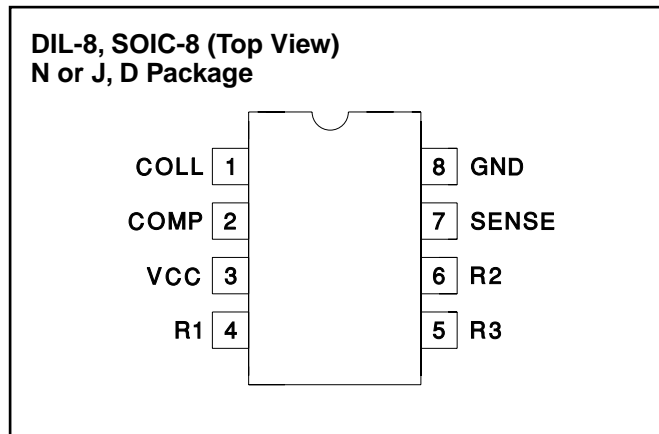 DIL-8, SOIC-8 (Top View)
N or J, D Package
COLL 1 8 GND
COMP 2 7 SENSE
VCC 3 6 R2
R1 4 5 R3